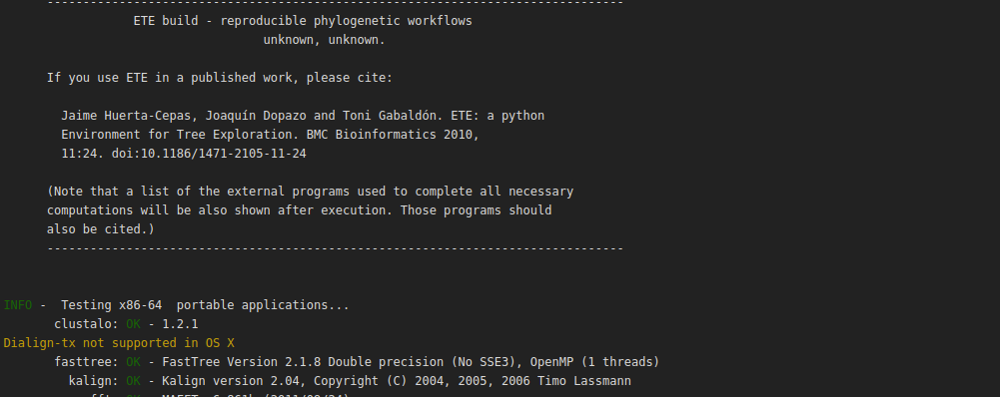 --------------------------------------------------------------------------------
ETE build - reproducible phylogenetic workflows
unknown, unknown.
If you use ETE in a published work, please cite:
Jaime Huerta-Cepas, Joaquín Dopazo and Toni Gabaldón. ETE: a python
Environment for Tree Exploration. BMC Bioinformatics 2010,
11:24. doi:10.1186/1471-2105-11-24
(Note that a list of the external programs used to complete all necessary
computations will be also shown after execution. Those programs should
also be cited.)
--------------------------------------------------------------------------------
INFO -  Testing x86-64  portable applications...
clustalo: OK - 1.2.1
Dialign-tx not supported in OS X
fasttree: OK - FastTree Version 2.1.8 Double precision (No SSE3), OpenMP (1 threads)
kalign: OK - Kalign version 2.04, Copyright (C) 2004, 2005, 2006 Timo Lassmann